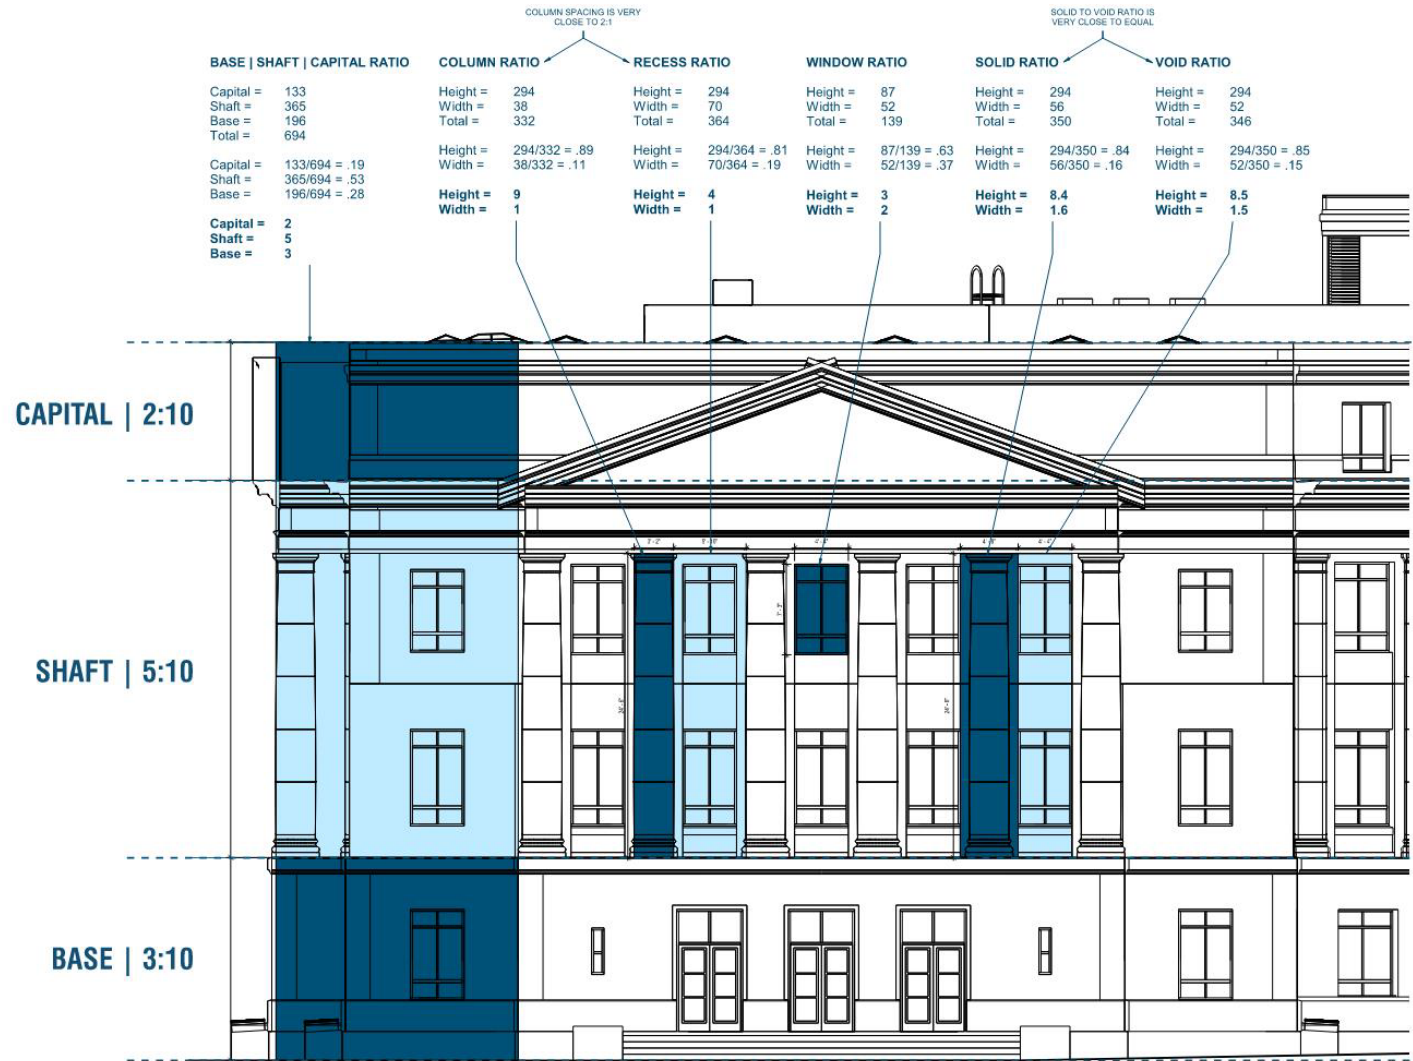 COLUMN SPACING IS VERY
CLOSE TO 2:1
SOLID TO VOID RATIO IS
VERY CLOSE TO EQUAL
BASE | SHAFT | CAPITAL RATIO
Capital = 133
Shaft = 365
Base = 196
Total = 694
Capital = 133/694 = .19
Shaft = 365/694 = .53
Base = 196/694 = .28
Capital = 2
Shaft = 5
Base = 3
COLUMN RATIO
Height = 294
Width = 38
Total = 332
Height = 294/332 = .89
Width = 38/332 = .11
Height = 9
Width = 1
RECESS RATIO
Height = 294
Width = 70
Total = 364
Height = 294/364 = .81
Width = 70/364 = .19
Height = 4
Width = 1
WINDOW RATIO
Height = 87
Width = 52
Total = 139
Height = 87/139 = .63
Width = 52/139 = .37
Height = 3
Width = 2
SOLID RATIO
Height = 294
Width = 56
Total = 350
Height = 294/350 = .84
Width = 56/350 = .16
Height = 8.4
Width = 1.6
VOID RATIO
Height = 294
Width = 52
Total = 346
Height = 294/350 = .85
Width = 52/350 = .15
Height = 8.5
Width = 1.5
CAPITAL | 2:10
SHAFT | 5:10
BASE | 3:10